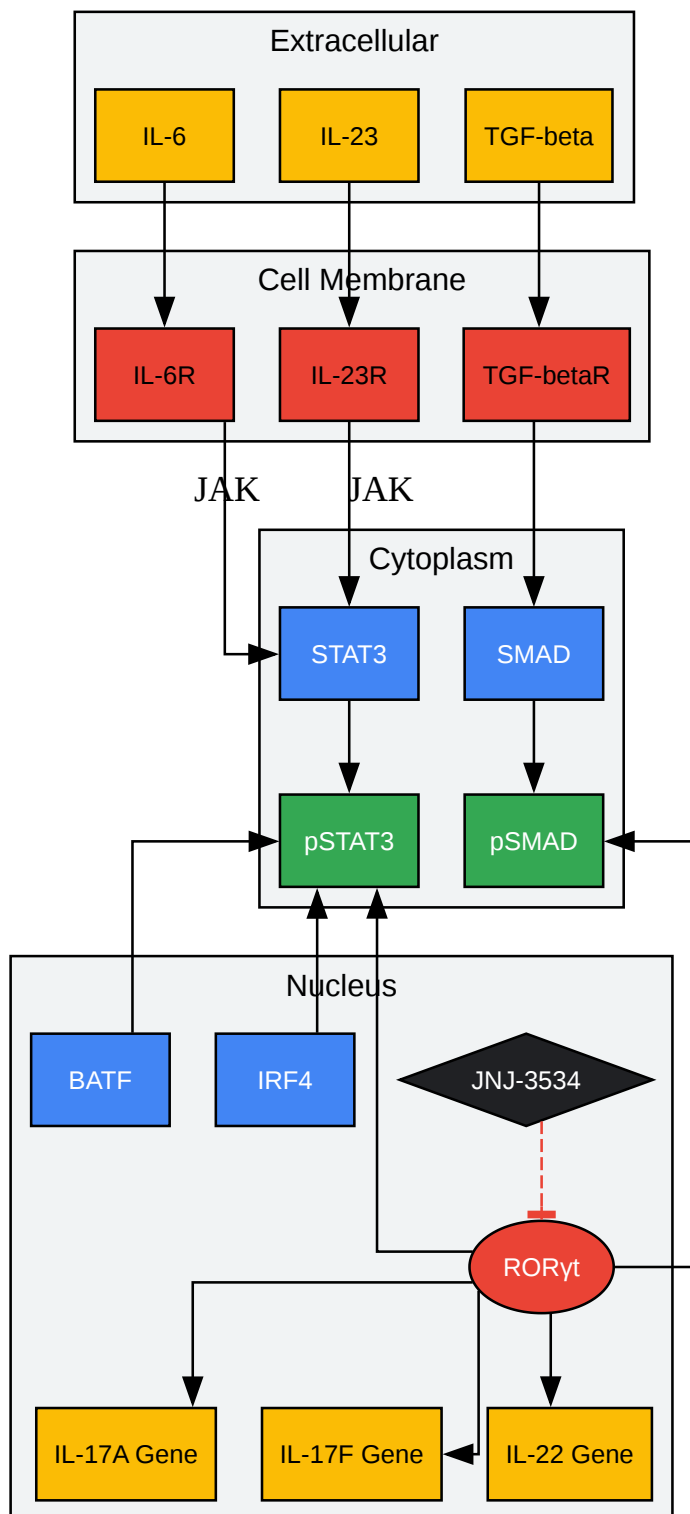 Extracellular
IL-6
IL-23
TGF-beta
Cell Membrane
IL-6R
IL-23R
TGF-betaR
JAK
JAK
Cytoplasm
STAT3
SMAD
pSTAT3
pSMAD
Nucleus
BATF
IRF4
JNJ-3534
RORγt
IL-17A Gene
IL-17F Gene
IL-22 Gene